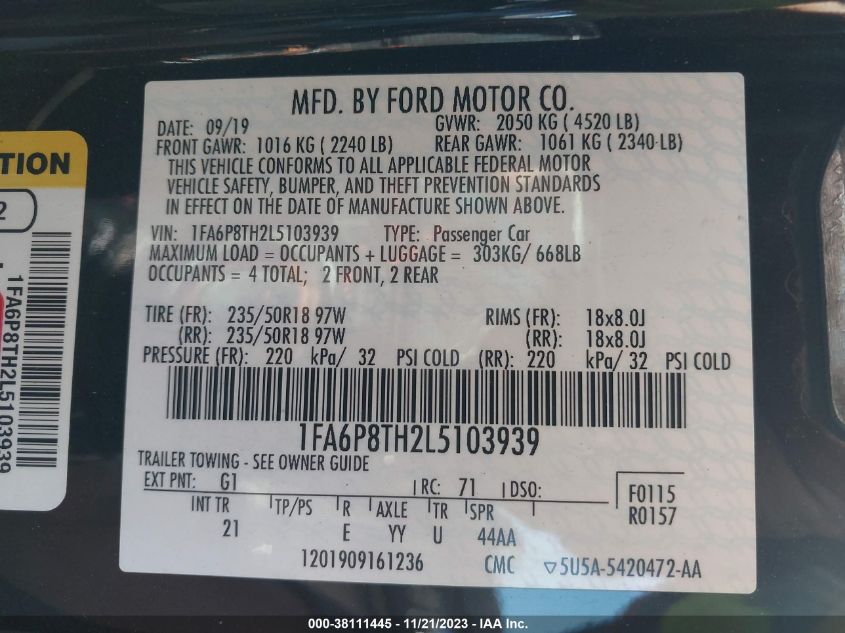 MFD. BY FORD MOTOR CO.
DATE: 09/19 GVWR: 2050 KG ( 4520 LB)
FRONT GAWR: 1016 KG ( 2240 LB) REAR GAWR: 1061 KG ( 2340 LB)
THIS VEHICLE CONFORMS TO ALL APPLICABLE FEDERAL MOTOR
VEHICLE SAFETY, BUMPER, AND THEFT PREVENTION STANDARDS
IN EFFECT ON THE DATE OF MANUFACTURE SHOWN ABOVE.
VIN: 1FA6P8TH2L5103939 TYPE: Passenger Car
MAXIMUM LOAD = OCCUPANTS + LUGGAGE = 303KG/ 668LB
OCCUPANTS = 4 TOTAL; 2 FRONT, 2 REAR
TIRE (FR): 235/50R18 97W RIMS (FR): 18x8.0J
(RR): 235/50R18 97W (RR): 18x8.0J
PRESSURE (FR): 220 kPa/ 32 PSI COLD (RR): 220 kPa/ 32 PSI COLD
1FA6P8TH2L5103939
TRAILER TOWING - SEE OWNER GUIDE
EXT PNT: G1 RC: 71 DSO:
F0115
R0157
INT TR TP/PS R AXLE TR SPR
21 E YY U 44AA
1201909161236 CMC ▽5U5A-5420472-AA
TION
2
1FA6P8TH2L5103939
000-38111445 - 11/21/2023 - IAA Inc.